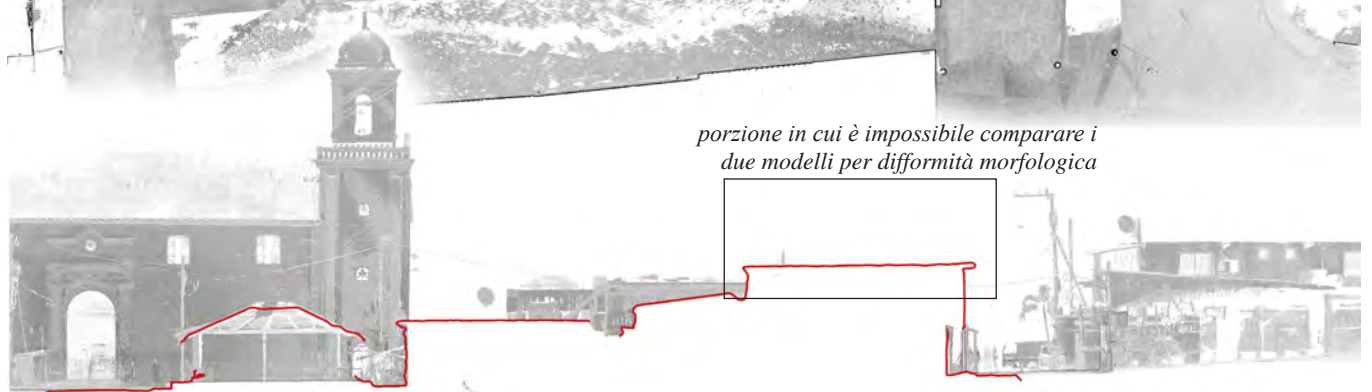 porzione in cui è impossibile comparare i
due modelli per difformità morfologica